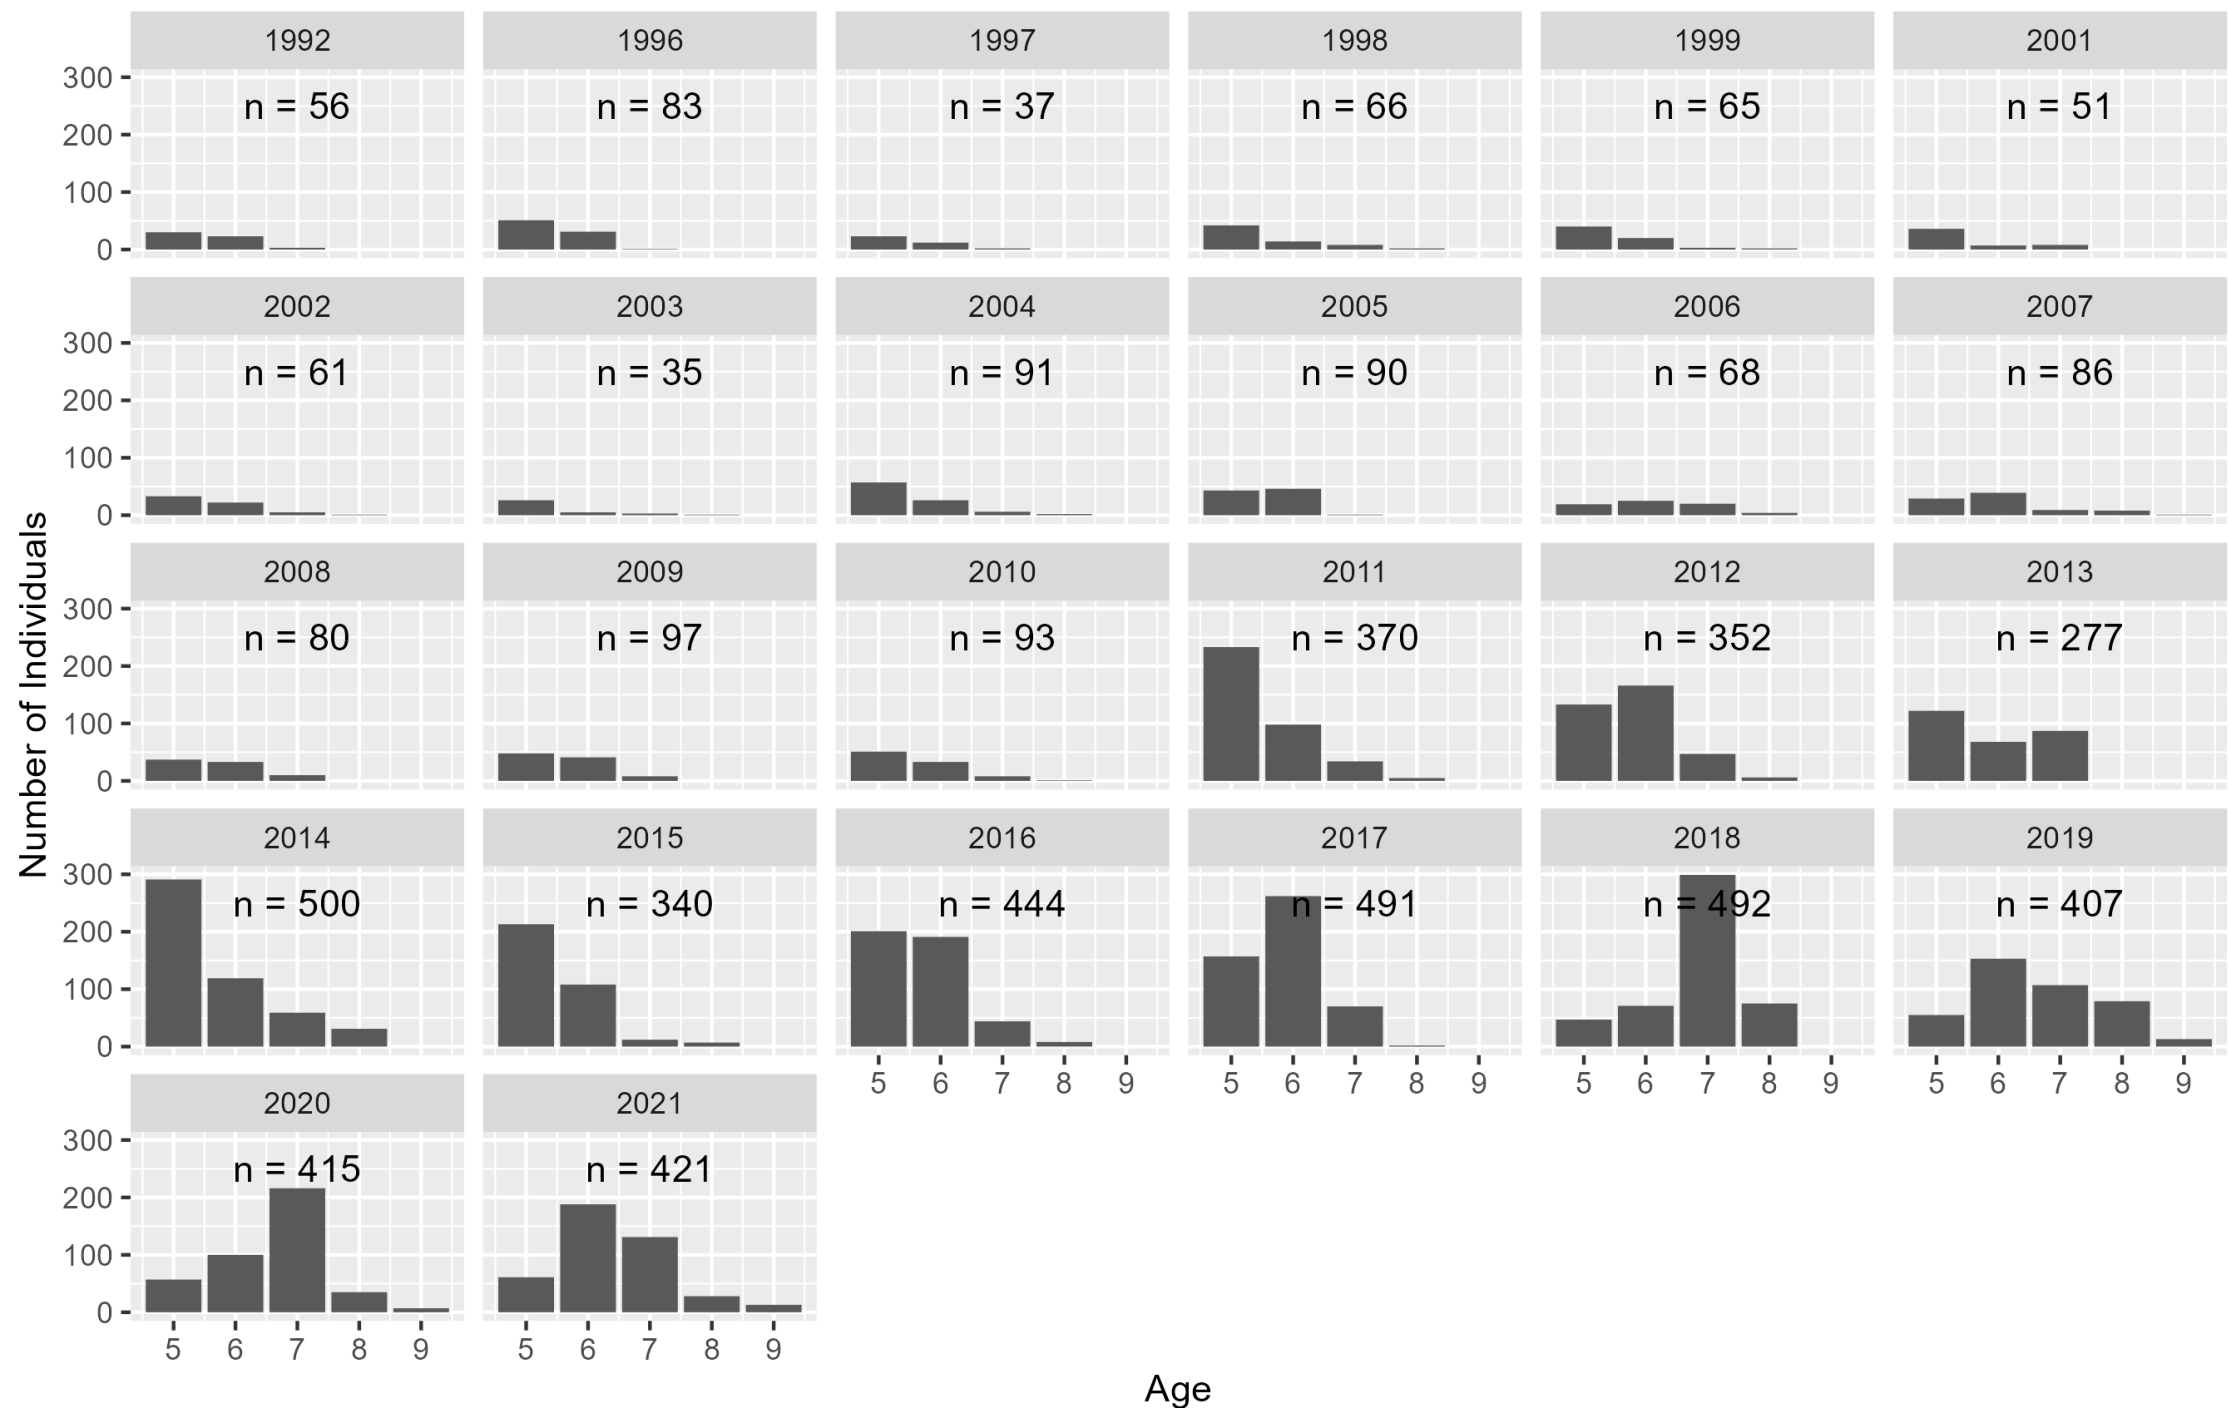 1992 1996 1997 1998 1999 2001
300
n = 56 n = 83 n = 37 n = 66 n = 65 n = 51
200
100
0
2002 2003 2004 2005 2006 2007
300
n = 61 n = 35 n = 91 n = 90 n = 68 n = 86
200
100
0
Number of Individuals
2008 2009 2010 2011 2012 2013
300
n = 80 n = 97 n = 93 n = 370 n = 352 n = 277
200
100
0
2014 2015 2016 2017 2018 2019
300
n = 500 n = 340 n = 444 n = 491 n = 492 n = 407
200
100
0
5 6 7 8 9 5 6 7 8 9 5 6 7 8 9 5 6 7 8 9
2020 2021
300
n = 415 n = 421
200
100
0
5 6 7 8 9 5 6 7 8 9
Age